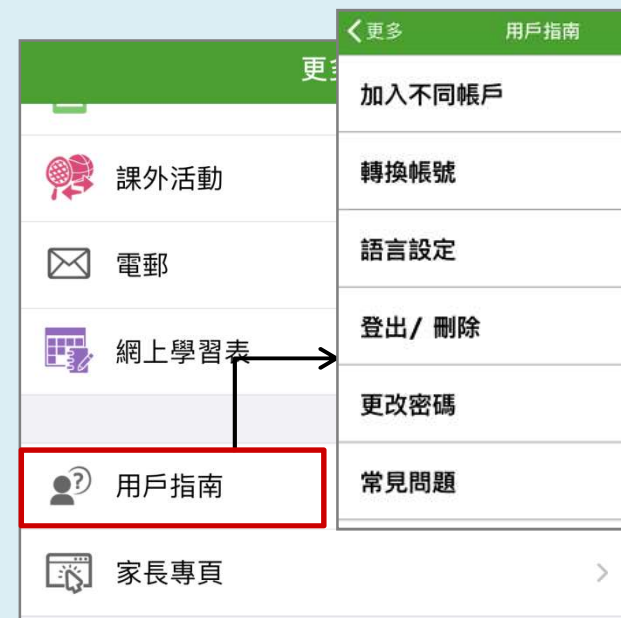 更多
課外活動
電郵
網上學習表
用戶指南
家長專頁
更多
用戶指南
加入不同帳戶
轉換帳號
語言設定
登出/ 刪除
更改密碼
常見問題